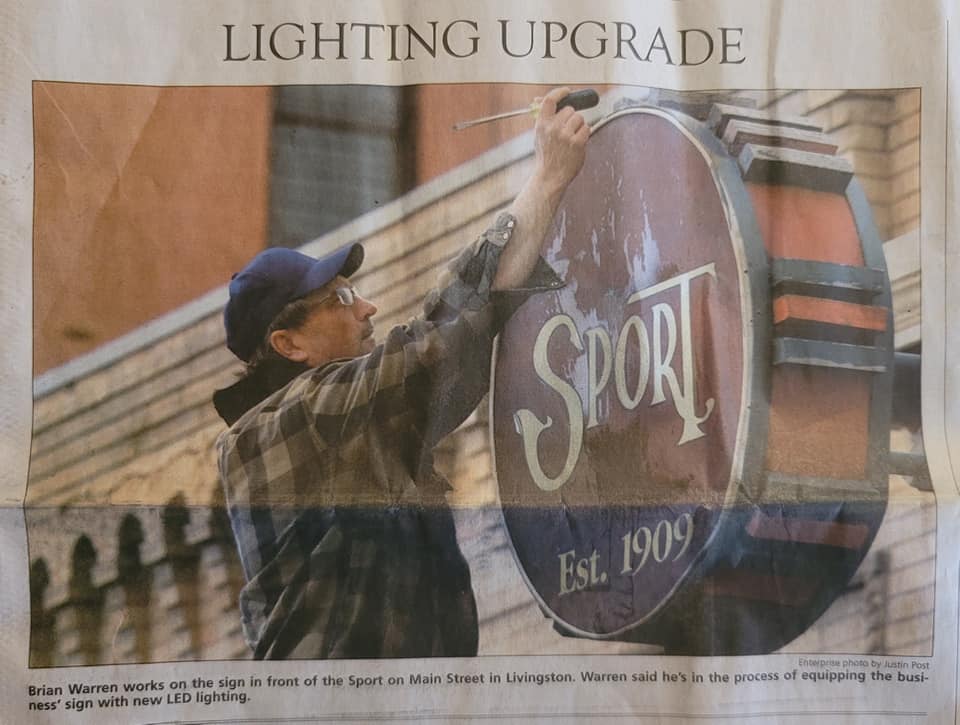 LIGHTING UPGRADE
SPORT
Est. 1909
Enterprise photo by Justin Post
Brian Warren works on the sign in front of the Sport on Main Street in Livingston. Warren said he's in the process of equipping the busi-
ness' sign with new LED lighting.